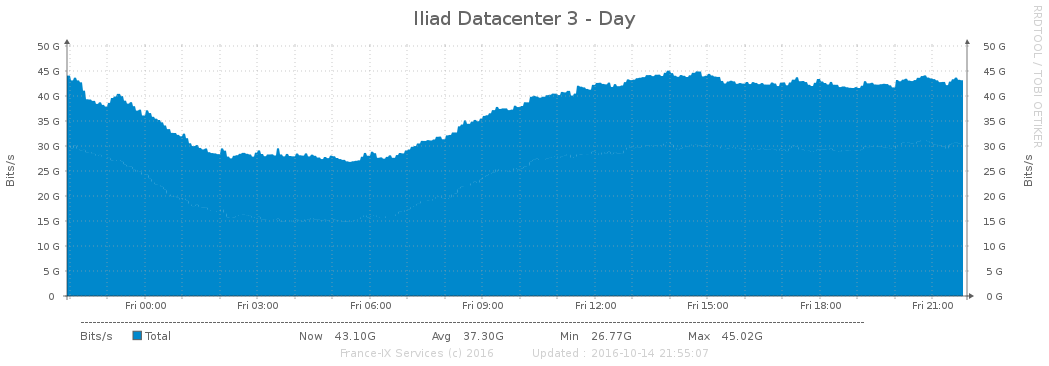 Iliad Datacenter 3 - Day
RRDTOOL / TOBI OETIKER
Bits/s
50 G 50 G
45 G 45 G
40 G 40 G
35 G 35 G
30 G 30 G
25 G 25 G
20 G 20 G
15 G 15 G
10 G 10 G
5 G 5 G
0 0 G
Bits/s
Fri 00:00 Fri 03:00 Fri 06:00 Fri 09:00 Fri 12:00 Fri 15:00 Fri 18:00 Fri 21:00
Bits/s Total Now 43.10G Avg 37.30G Min 26.77G Max 45.02G
France-IX Services (c) 2016 Updated : 2016-10-14 21:55:07